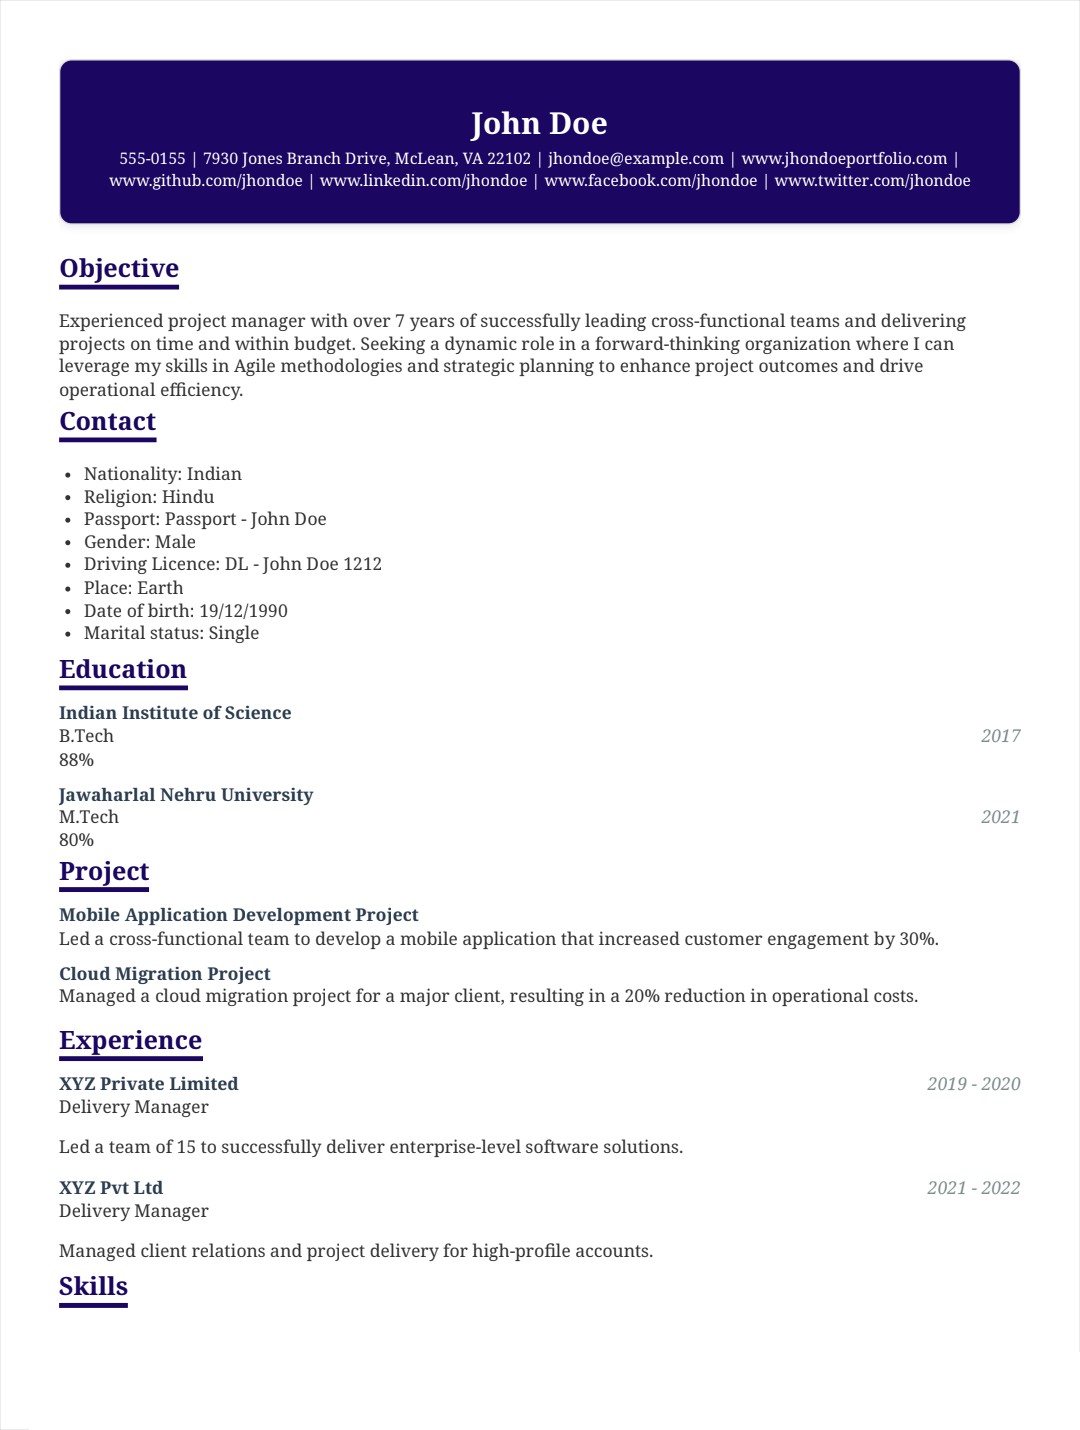 John Doe
555-0155 | 7930 Jones Branch Drive, McLean, VA 22102 | jhondoe@example.com | www.jhondoeportfolio.com |
www.github.com/jhondoe | www.linkedin.com/jhondoe | www.facebook.com/jhondoe | www.twitter.com/jhondoe
Objective
Experienced project manager with over 7 years of successfully leading cross-functional teams and delivering
projects on time and within budget. Seeking a dynamic role in a forward-thinking organization where I can
leverage my skills in Agile methodologies and strategic planning to enhance project outcomes and drive
operational efficiency.
Contact
• Nationality: Indian
• Religion: Hindu
• Passport: Passport - John Doe
• Gender: Male
• Driving Licence: DL - John Doe 1212
• Place: Earth
• Date of birth: 19/12/1990
• Marital status: Single
Education
Indian Institute of Science
B.Tech 2017
88%
Jawaharlal Nehru University
M.Tech 2021
80%
Project
Mobile Application Development Project
Led a cross-functional team to develop a mobile application that increased customer engagement by 30%.
Cloud Migration Project
Managed a cloud migration project for a major client, resulting in a 20% reduction in operational costs.
Experience
XYZ Private Limited 2019 - 2020
Delivery Manager
Led a team of 15 to successfully deliver enterprise-level software solutions.
XYZ Pvt Ltd 2021 - 2022
Delivery Manager
Managed client relations and project delivery for high-profile accounts.
Skills